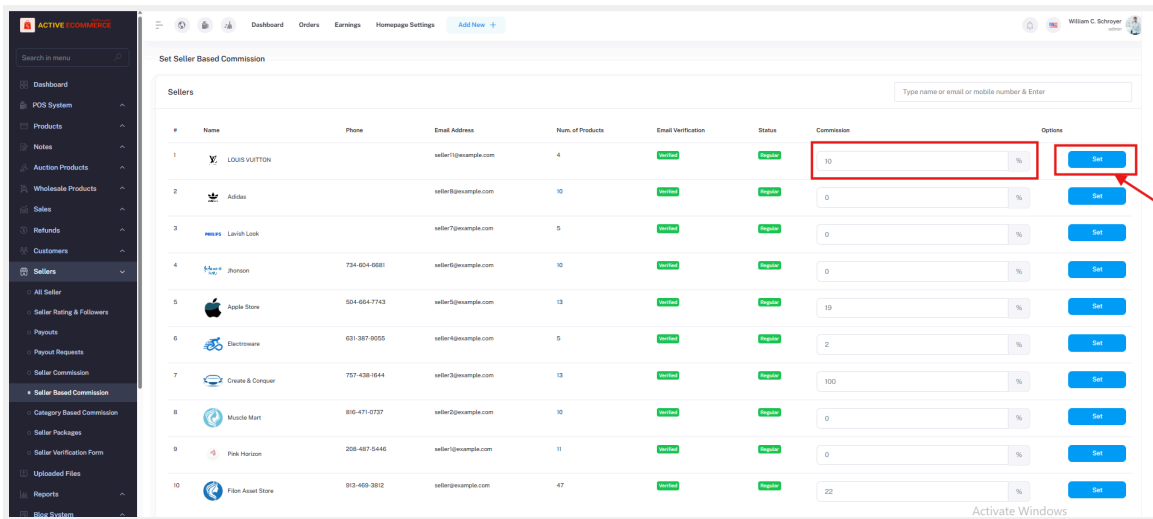 ACTIVE ECOMMERCE
Dashboard Orders Earnings Homepage Settings Add New +
William C. Schroyer
admin
Search in menu
Dashboard
POS System
Products
Notes
Auction Products
Wholesale Products
Sales
Refunds
Customers
Sellers
All Seller
Seller Rating & Followers
Payouts
Payout Requests
Seller Commission
Seller Based Commission
Category Based Commission
Seller Packages
Seller Verification Form
Uploaded Files
Reports
Blog System
Set Seller Based Commission
Sellers
Type name or email or mobile number & Enter
# Name Phone Email Address Num. of Products Email Verification Status Commission Options
1 LOUIS VUITTON seller11@example.com 4 Verified Regular 10 % Set
2 Adidas seller8@example.com 10 Verified Regular 0 % Set
3 PHILIPS Lavish Look seller7@example.com 5 Verified Regular 0 % Set
4 Jhonson 734-604-6681 seller6@example.com 10 Verified Regular 0 % Set
5 Apple Store 504-664-7743 seller5@example.com 13 Verified Regular 19 % Set
6 Electroware 631-387-9055 seller4@example.com 5 Verified Regular 2 % Set
7 Create & Conquer 757-438-1644 seller3@example.com 13 Verified Regular 100 % Set
8 Muscle Mart 816-471-0737 seller2@example.com 10 Verified Regular 0 % Set
9 Pink Horizon 208-487-5446 seller1@example.com 11 Verified Regular 0 % Set
10 Filon Asset Store 913-469-3812 seller@example.com 47 Verified Regular 22 % Set
Activate Windows